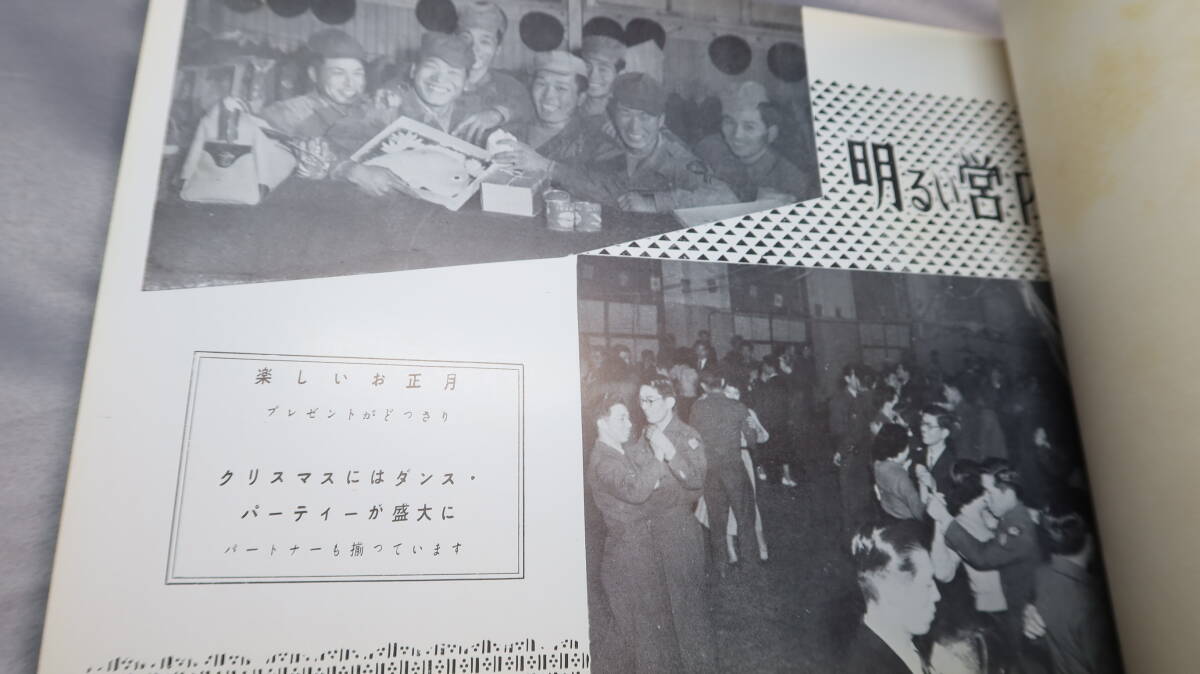 明るい営
楽しいお正月
プレゼントがどつさり
クリスマスにはダンス・
パーティーが盛大に
パートナーも揃つています